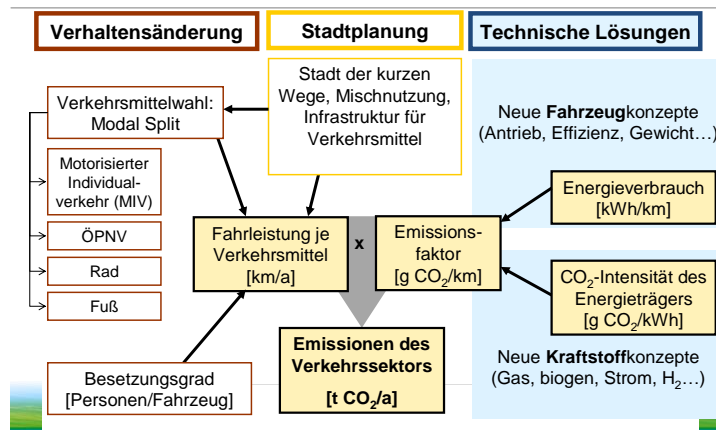 Verhaltensänderung
Stadtplanung
Technische Lösungen
Verkehrsmittelwahl:
Modal Split
Motorisierter
Individual-
verkehr (MIV)
ÖPNV
Rad
Fuß
Besetzungsgrad
[Personen/Fahrzeug]
Stadt der kurzen
Wege, Mischnutzung,
Infrastruktur für
Verkehrsmittel
Fahrleistung je
Verkehrsmittel
[km/a]
x
Emissions-
faktor
[g CO₂/km]
Emissionen des
Verkehrssektors
[t CO₂/a]
Neue Fahrzeugkonzepte
(Antrieb, Effizienz, Gewicht…)
Energieverbrauch
[kWh/km]
CO₂-Intensität des
Energieträgers
[g CO₂/kWh]
Neue Kraftstoffkonzepte
(Gas, biogen, Strom, H₂…)